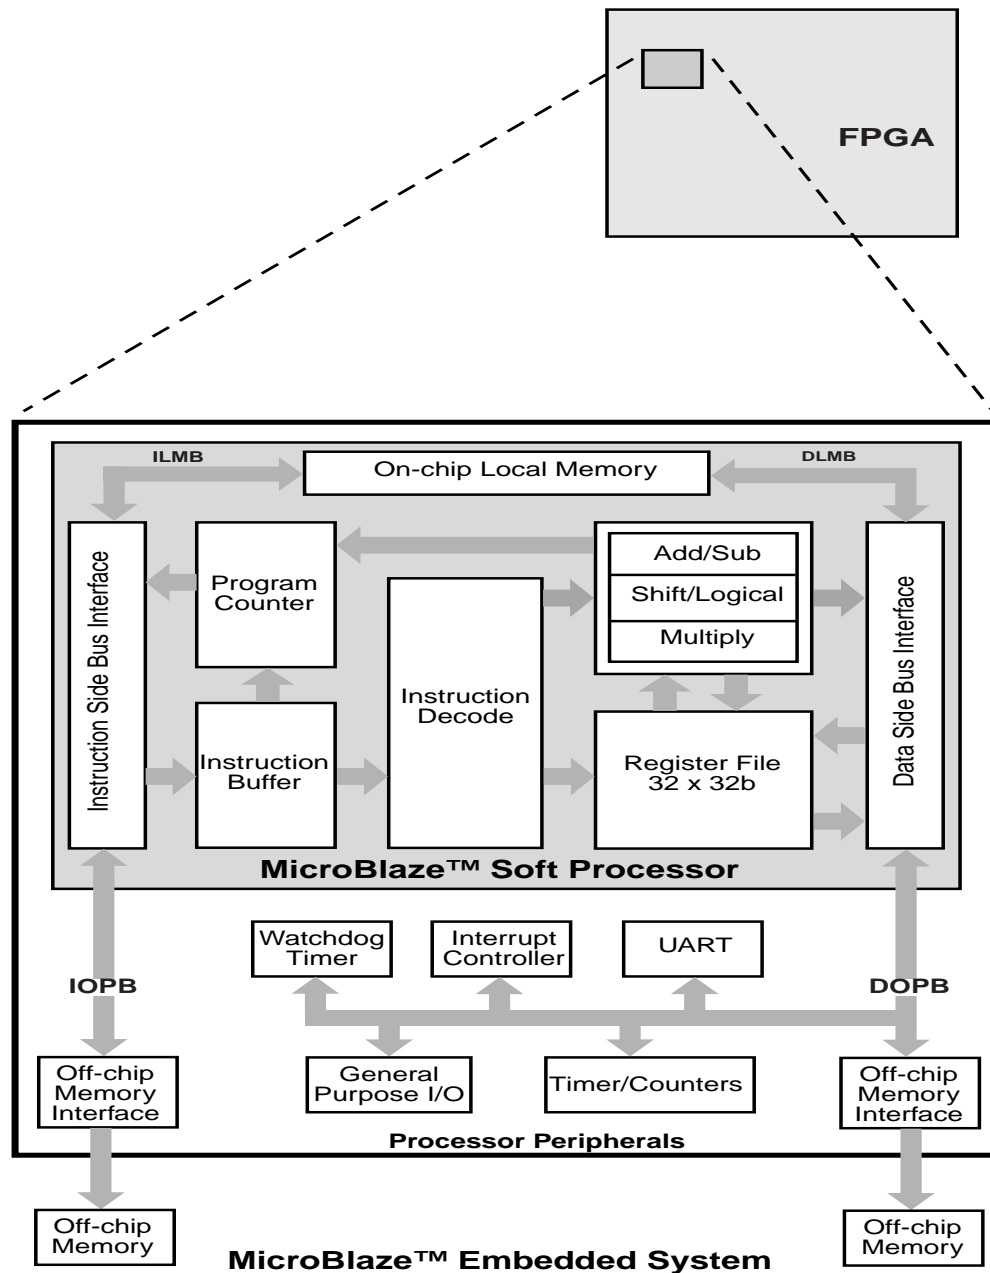 FPGA
ILMB
On-chip Local Memory
DLMB
Instruction Side Bus Interface
Program
Counter
Add/Sub
Shift/Logical
Multiply
Data Side Bus Interface
Instruction
Decode
Instruction
Buffer
Register File
32 x 32b
MicroBlaze™ Soft Processor
Watchdog
Timer
Interrupt
Controller
UART
IOPB
DOPB
Off-chip
Memory
Interface
General
Purpose I/O
Timer/Counters
Off-chip
Memory
Interface
Processor Peripherals
Off-chip
Memory
Off-chip
Memory
MicroBlaze™ Embedded System